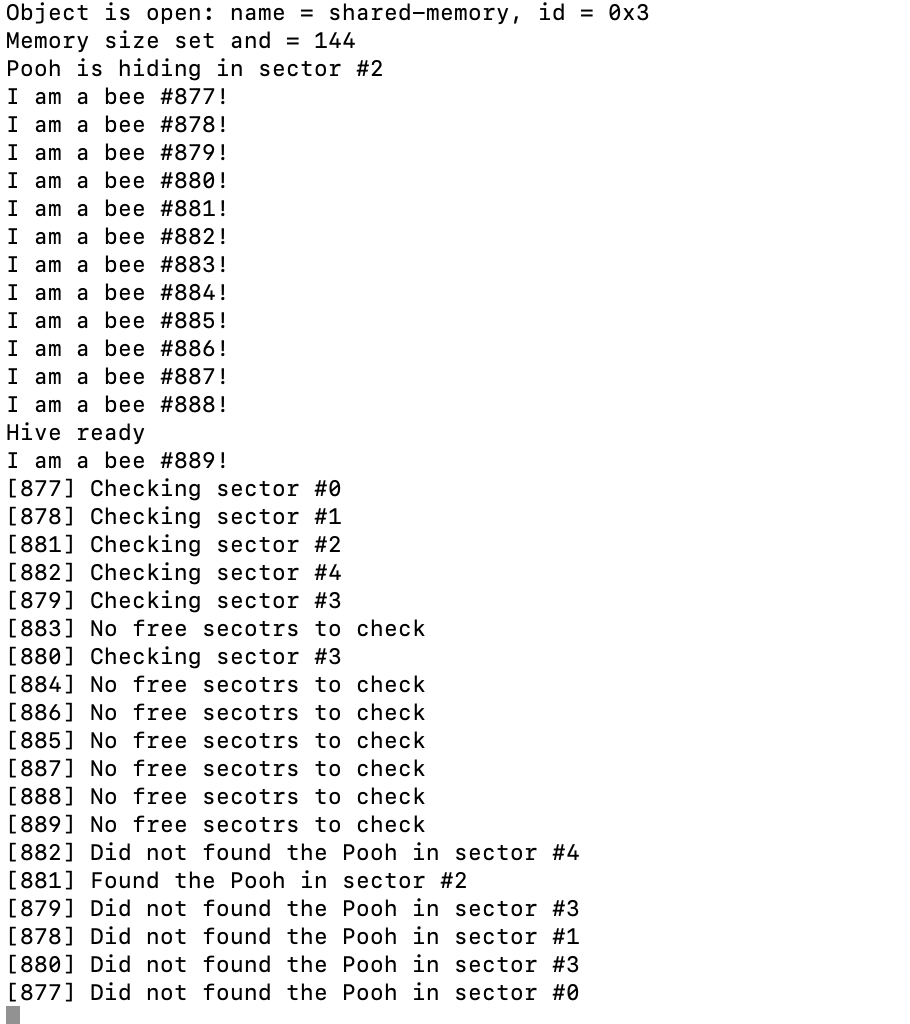 Object is open: name = shared-memory, id = 0x3
Memory size set and = 144
Pooh is hiding in sector #2
I am a bee #877!
I am a bee #878!
I am a bee #879!
I am a bee #880!
I am a bee #881!
I am a bee #882!
I am a bee #883!
I am a bee #884!
I am a bee #885!
I am a bee #886!
I am a bee #887!
I am a bee #888!
Hive ready
I am a bee #889!
[877] Checking sector #0
[878] Checking sector #1
[881] Checking sector #2
[882] Checking sector #4
[879] Checking sector #3
[883] No free secotrs to check
[880] Checking sector #3
[884] No free secotrs to check
[886] No free secotrs to check
[885] No free secotrs to check
[887] No free secotrs to check
[888] No free secotrs to check
[889] No free secotrs to check
[882] Did not found the Pooh in sector #4
[881] Found the Pooh in sector #2
[879] Did not found the Pooh in sector #3
[878] Did not found the Pooh in sector #1
[880] Did not found the Pooh in sector #3
[877] Did not found the Pooh in sector #0